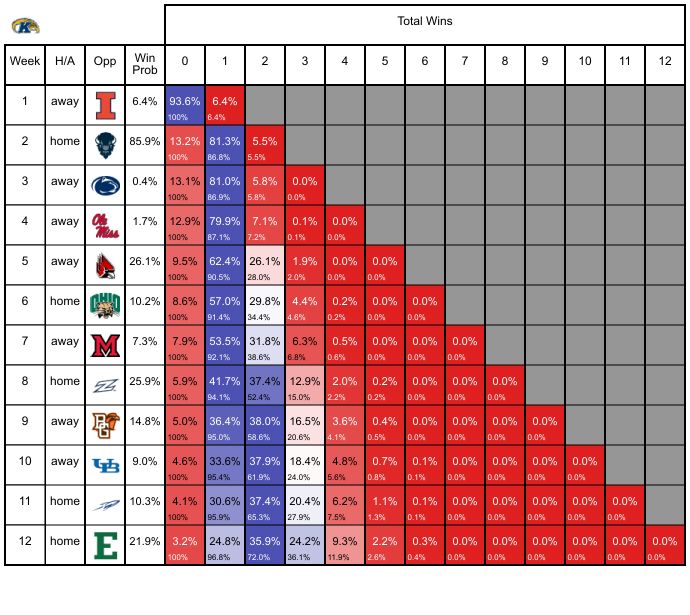 K
Total Wins
Week H/A Opp Win Prob 0 1 2 3 4 5 6 7 8 9 10 11 12
1 away I 6.4% 93.6% 6.4%
100% 6.4%
2 home 85.9% 13.2% 81.3% 5.5%
100% 86.8% 5.5%
3 away 0.4% 13.1% 81.0% 5.8% 0.0%
100% 86.9% 5.8% 0.0%
4 away Ole Miss 1.7% 12.9% 79.9% 7.1% 0.1% 0.0%
100% 87.1% 7.2% 0.1% 0.0%
5 away 26.1% 9.5% 62.4% 26.1% 1.9% 0.0% 0.0%
100% 90.5% 28.0% 2.0% 0.0% 0.0%
6 home OHIO 10.2% 8.6% 57.0% 29.8% 4.4% 0.2% 0.0% 0.0%
100% 91.4% 34.4% 4.6% 0.2% 0.0% 0.0%
7 away M 7.3% 7.9% 53.5% 31.8% 6.3% 0.5% 0.0% 0.0% 0.0%
100% 92.1% 38.6% 6.8% 0.6% 0.0% 0.0% 0.0%
8 home Z 25.9% 5.9% 41.7% 37.4% 12.9% 2.0% 0.2% 0.0% 0.0% 0.0%
100% 94.1% 52.4% 15.0% 2.2% 0.2% 0.0% 0.0% 0.0%
9 away BG 14.8% 5.0% 36.4% 38.0% 16.5% 3.6% 0.4% 0.0% 0.0% 0.0% 0.0%
100% 95.0% 58.6% 20.6% 4.1% 0.5% 0.0% 0.0% 0.0% 0.0%
10 away UB 9.0% 4.6% 33.6% 37.9% 18.4% 4.8% 0.7% 0.1% 0.0% 0.0% 0.0% 0.0%
100% 95.4% 61.9% 24.0% 5.6% 0.8% 0.1% 0.0% 0.0% 0.0% 0.0%
11 home 10.3% 4.1% 30.6% 37.4% 20.4% 6.2% 1.1% 0.1% 0.0% 0.0% 0.0% 0.0% 0.0%
100% 95.9% 65.3% 27.9% 7.5% 1.3% 0.1% 0.0% 0.0% 0.0% 0.0% 0.0%
12 home E 21.9% 3.2% 24.8% 35.9% 24.2% 9.3% 2.2% 0.3% 0.0% 0.0% 0.0% 0.0% 0.0% 0.0%
100% 96.8% 72.0% 36.1% 11.9% 2.6% 0.4% 0.0% 0.0% 0.0% 0.0% 0.0% 0.0%